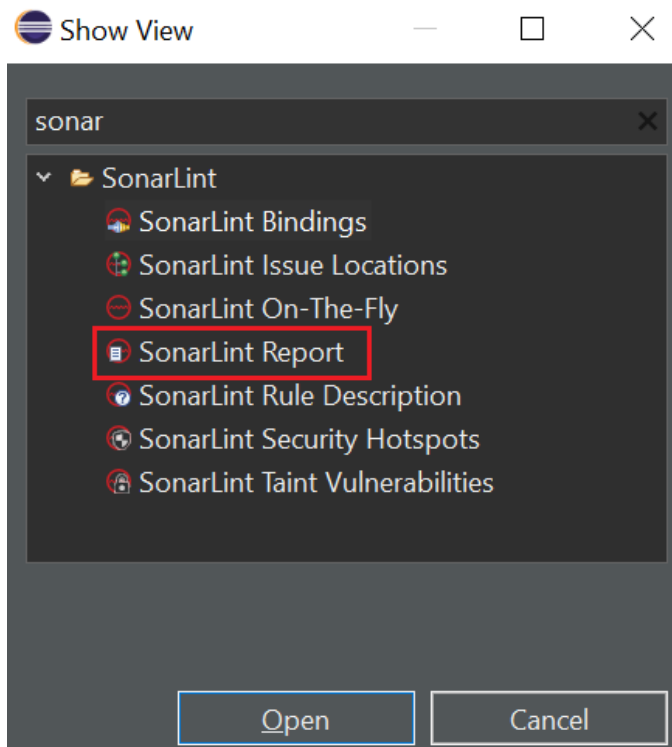 Show View
sonar
SonarLint
SonarLint Bindings
SonarLint Issue Locations
SonarLint On-The-Fly
SonarLint Report
SonarLint Rule Description
SonarLint Security Hotspots
SonarLint Taint Vulnerabilities
Open
Cancel